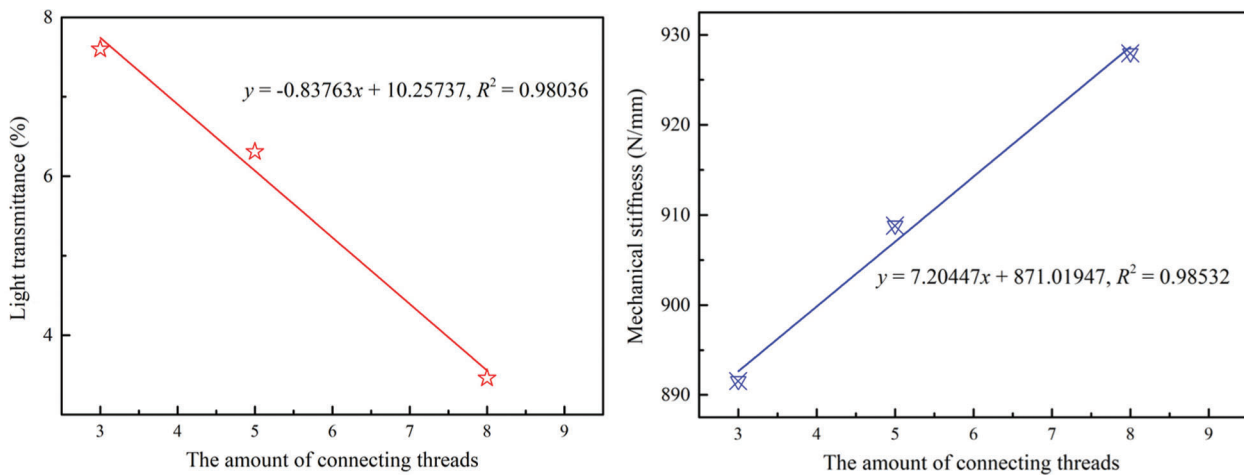 8
6
4
Light transmittance (%)
y = -0.83763x + 10.25737, R² = 0.98036
3 4 5 6 7 8 9
The amount of connecting threads
930
920
910
900
890
Mechanical stiffness (N/mm)
y = 7.20447x + 871.01947, R² = 0.98532
3 4 5 6 7 8 9
The amount of connecting threads